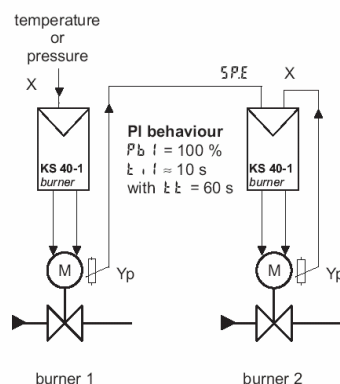 temperature
or
pressure
X
SP.E
X
PI behaviour
Pb1 = 100 %
ti1 ≈ 10 s
with tt = 60 s
KS 40-1
burner
KS 40-1
burner
M
Yp
M
Yp
burner 1
burner 2